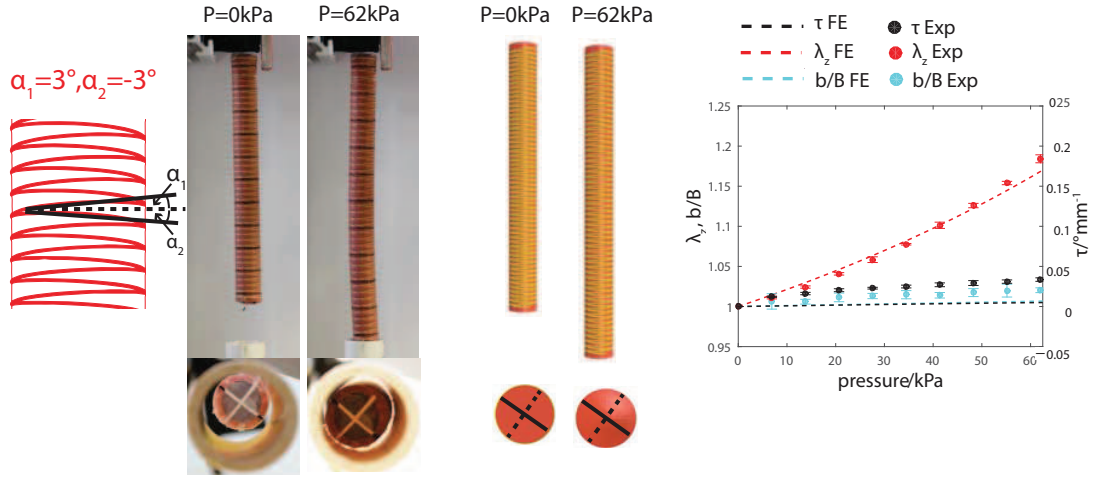 P=0kPa
P=62kPa
P=0kPa
P=62kPa
α₁=3°,α₂=-3°
α₁
α₂
τ FE
τ Exp
λz FE
λz Exp
b/B FE
b/B Exp
1.25
1.2
1.15
1.1
1.05
1
0.95
λz, b/B
025
0.2
0.15
0.1
0.05
0
-0.05
τ/°mm⁻¹
0
10
20
30
40
50
60
pressure/kPa